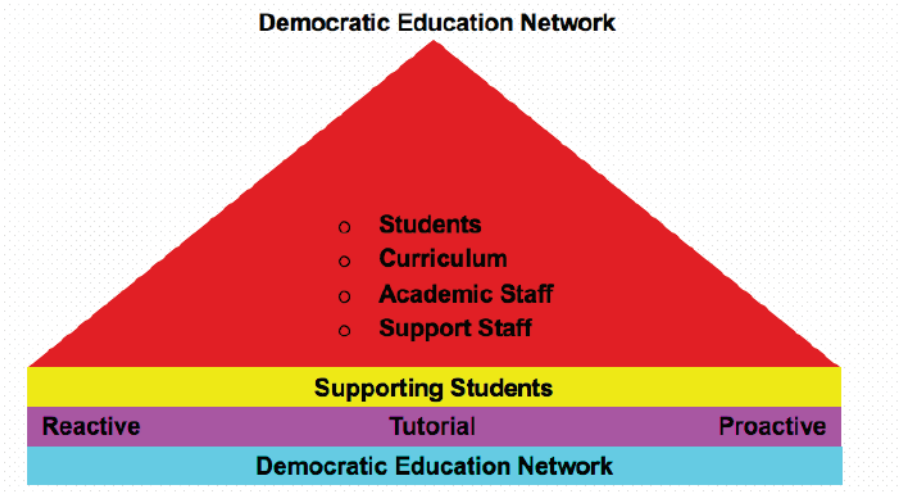 Democratic Education Network
o Students
o Curriculum
o Academic Staff
o Support Staff
Supporting Students
Reactive Tutorial Proactive
Democratic Education Network